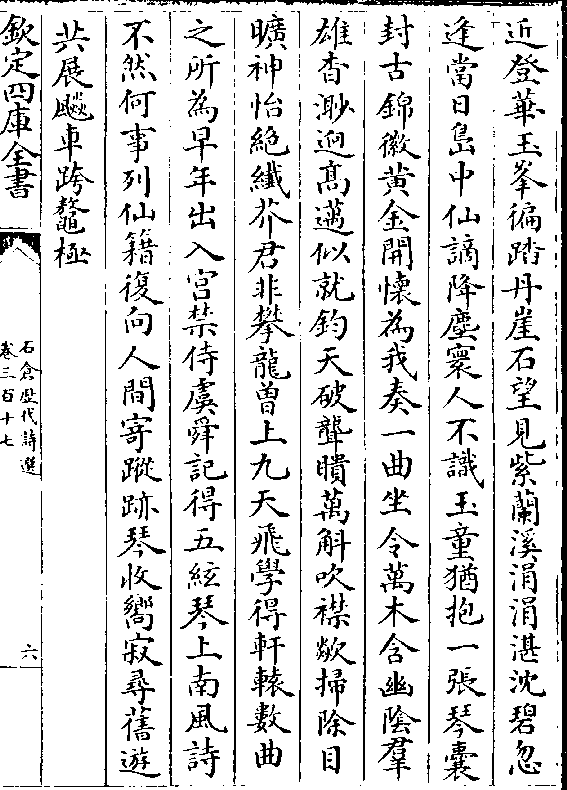 近登華玉峯徧踏丹崖石望見紫蘭溪涓涓湛沈碧忽
逢當日島中仙謫降塵寰人不識玉童猶抱一張琴囊
封古錦徽黄金開懷為我奏一曲坐令萬木含幽陰羣
雄杳渺迥髙邁似就鈞天破聾瞶萬斛吹襟欻掃除目
曠神怡絶纖芥君非攀龍曾上九天飛學得軒轅數曲
之所為早年出入宫禁侍虞舜記得五絃琴上南風詩
不然何事列仙籍復向人間寄蹤跡琴收嚮寂尋舊遊
共展飇車跨鼇極
欽定四庫全書
石倉歴代詩選
卷三百十七
六